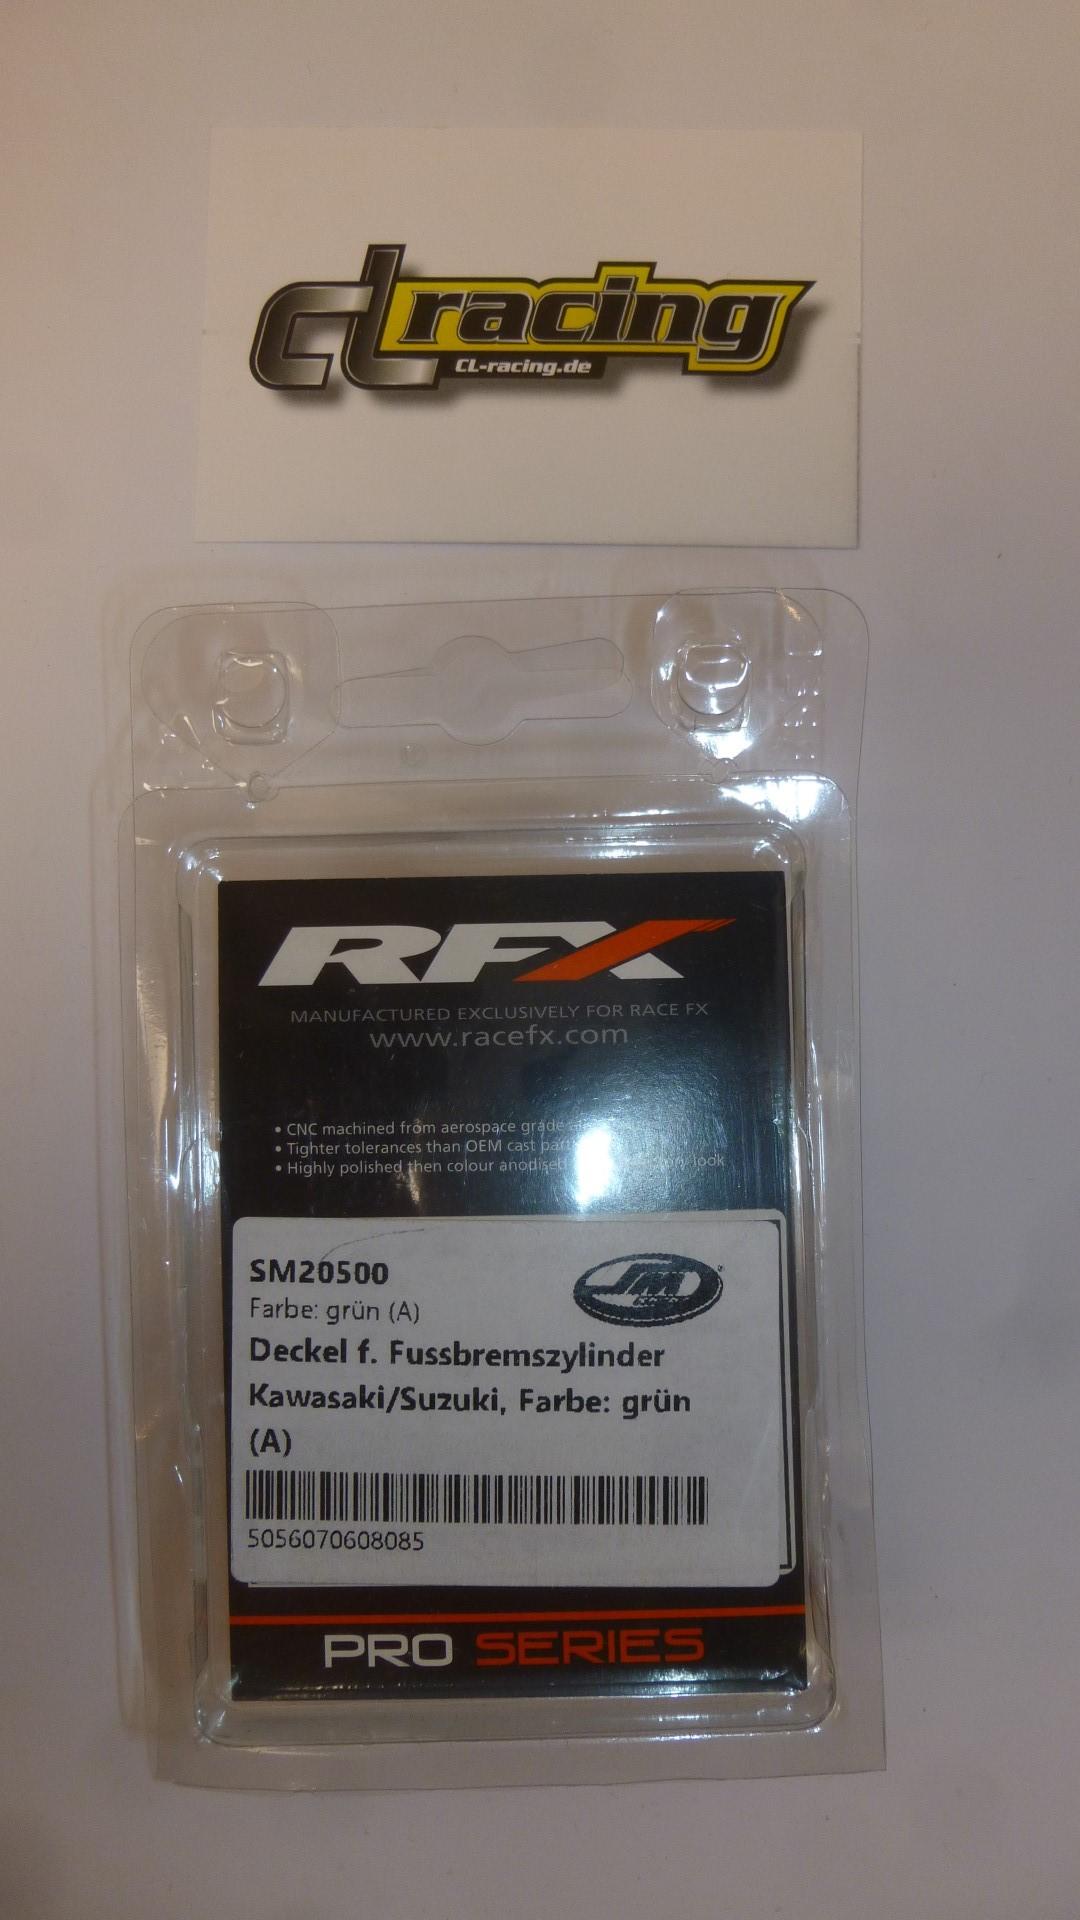 CL racing
CL-racing.de
RFX
MANUFACTURED EXCLUSIVELY FOR RACE FX
www.racefx.com
• CNC machined from aerospace grade
• Tighter tolerances than OEM cast
• Highly polished then colour anodised look
SM20500
Farbe: grün (A)
Deckel f. Fussbremszylinder
Kawasaki/Suzuki, Farbe: grün
(A)
5056070608085
PRO SERIES